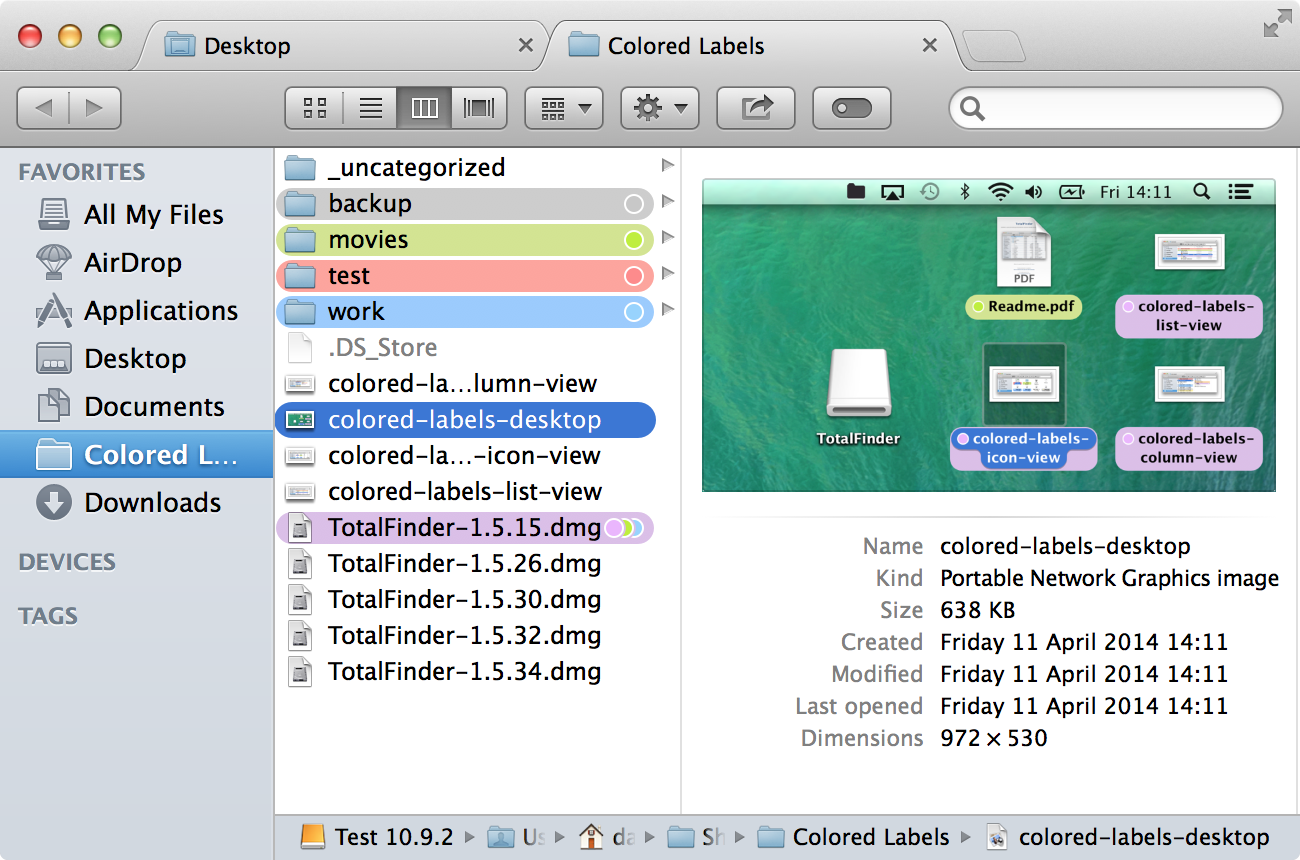 Desktop
Colored Labels
FAVORITES
All My Files
AirDrop
Applications
Desktop
Documents
Colored L...
Downloads
DEVICES
TAGS
_uncategorized
backup
movies
test
work
.DS_Store
colored-la...lumn-view
colored-labels-desktop
colored-la...-icon-view
colored-labels-list-view
TotalFinder-1.5.15.dmg
TotalFinder-1.5.26.dmg
TotalFinder-1.5.30.dmg
TotalFinder-1.5.32.dmg
TotalFinder-1.5.34.dmg
Fri 14:11
PDF
Readme.pdf
colored-labels-
list-view
TotalFinder
colored-labels-
icon-view
colored-labels-
column-view
Name colored-labels-desktop
Kind Portable Network Graphics image
Size 638 KB
Created Friday 11 April 2014 14:11
Modified Friday 11 April 2014 14:11
Last opened Friday 11 April 2014 14:11
Dimensions 972 × 530
Test 10.9.2 Us da Sh Colored Labels colored-labels-desktop